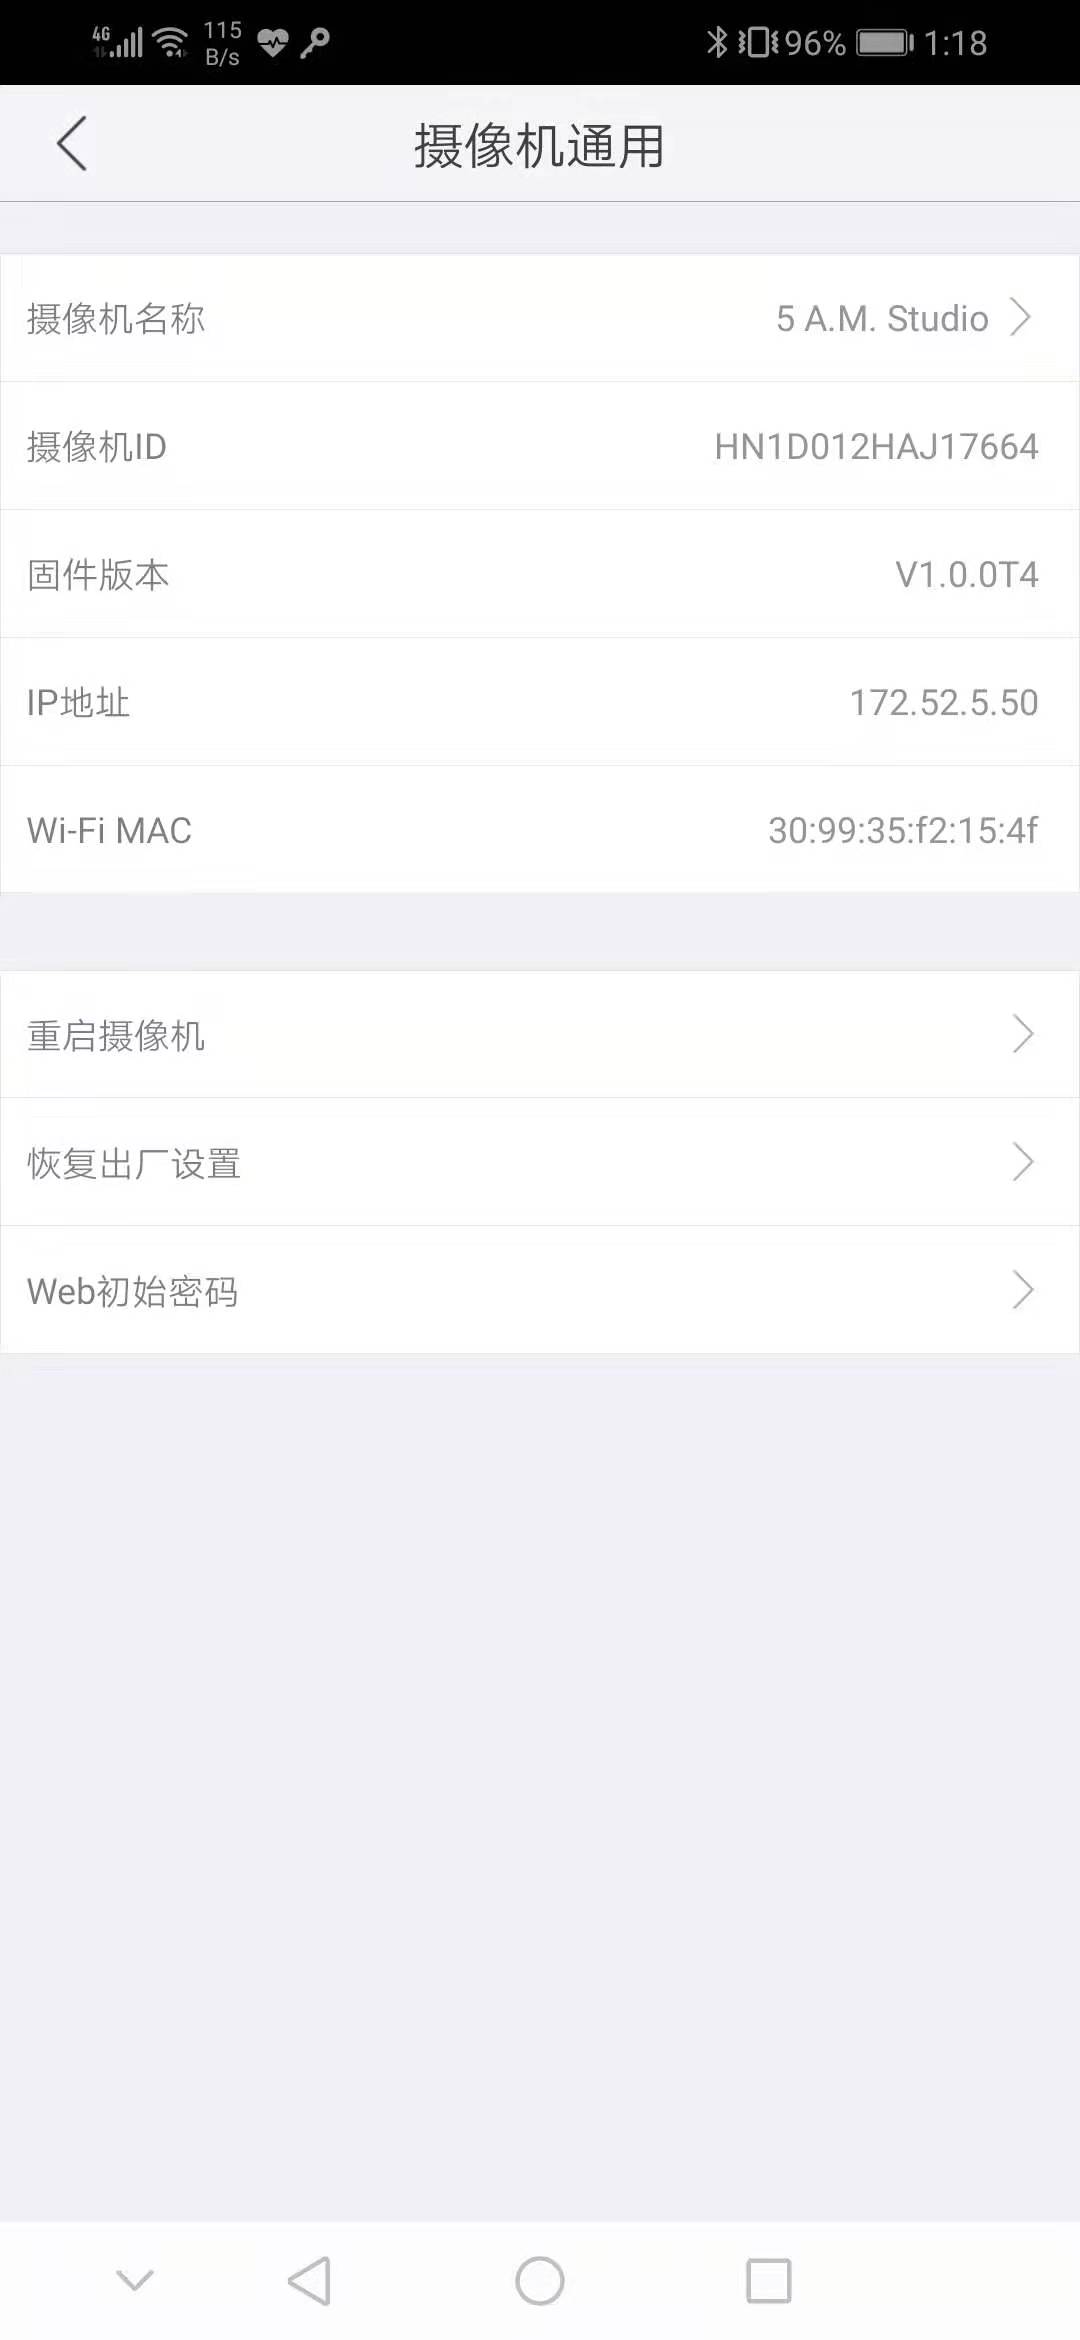 4G
115
B/s
96%
1:18
摄像机通用
摄像机名称
5 A.M. Studio
摄像机ID
HN1D012HAJ17664
固件版本
V1.0.0T4
IP地址
172.52.5.50
Wi-Fi MAC
30:99:35:f2:15:4f
重启摄像机
恢复出厂设置
Web初始密码